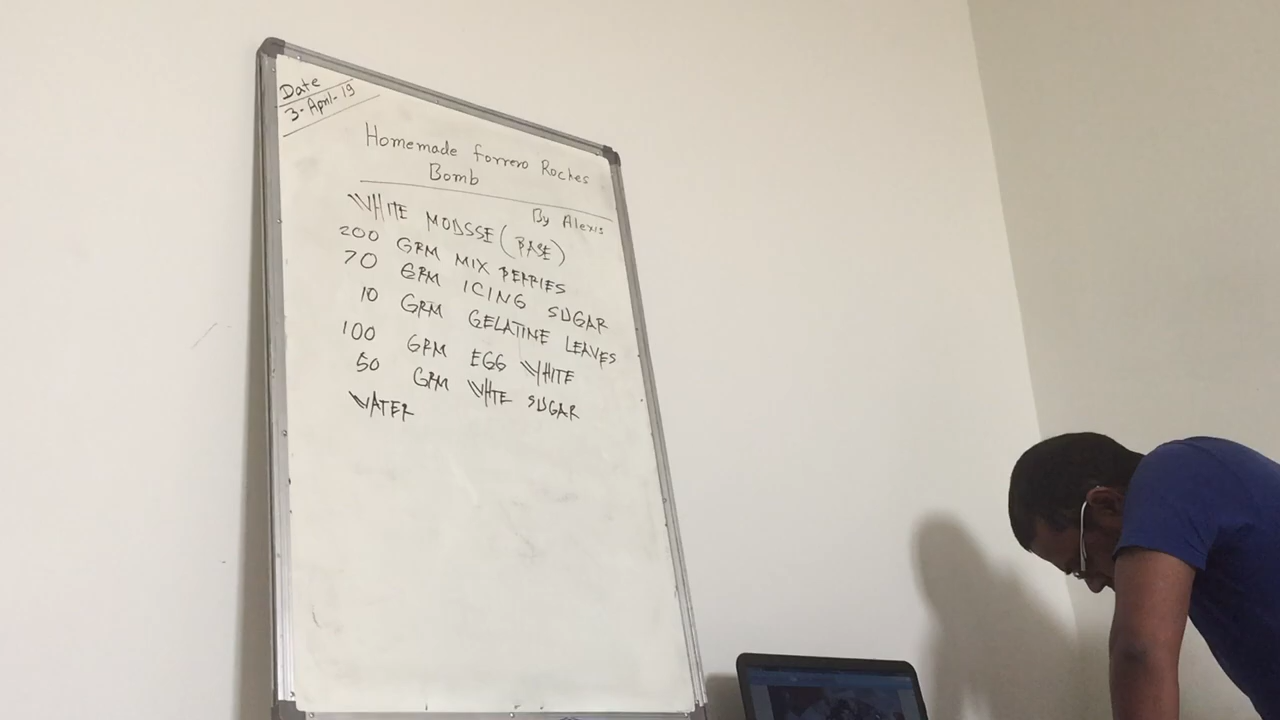 Date
3-April-19
Homemade forrero Roches
Bomb
By Alexis
WHITE MOUSSE (BASE)
200 GRM MIX BERRIES
70 GRM ICING SUGAR
10 GRM GELATINE LEAVES
100 GRM EGG WHITE
50 GRM WHTE SUGAR
WATER